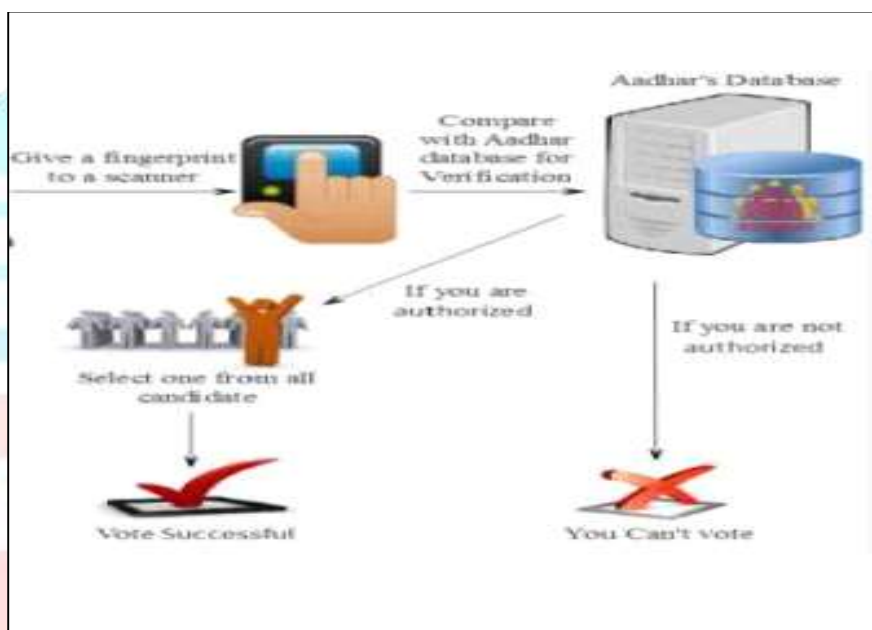 Aadhar's Database
Give a fingerprint
to a scanner
Compare
with Aadhar
database for
Verification
If you are
authorized
If you are not
authorized
Select one from all
candidate
Vote Successful
You Can't vote